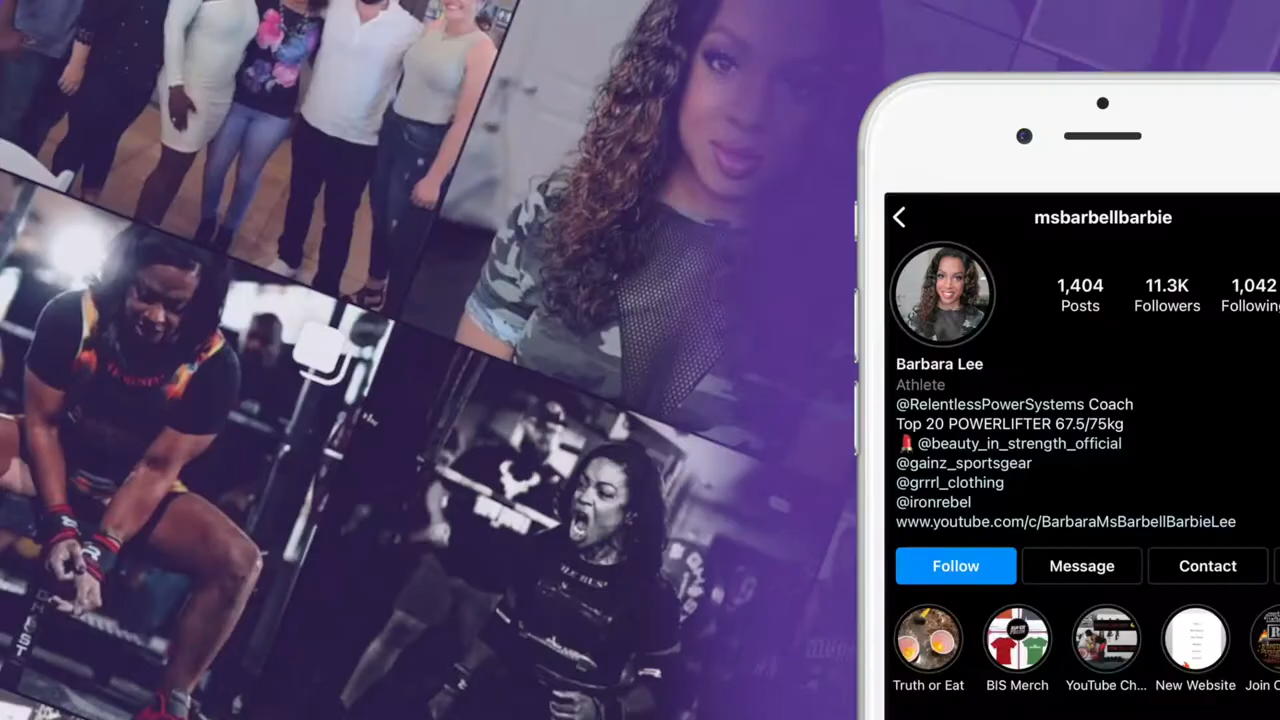 msbarbellbarbie
1,404 11.3K 1,042
Posts Followers Following
Barbara Lee
Athlete
@RelentlessPowerSystems Coach
Top 20 POWERLIFTER 67.5/75kg
💄 @beauty_in_strength_official
@gainz_sportsgear
@grrrl_clothing
@ironrebel
www.youtube.com/c/BarbaraMsBarbellBarbieLee
Follow Message Contact
Truth or Eat BIS Merch YouTube Ch... New Website Join